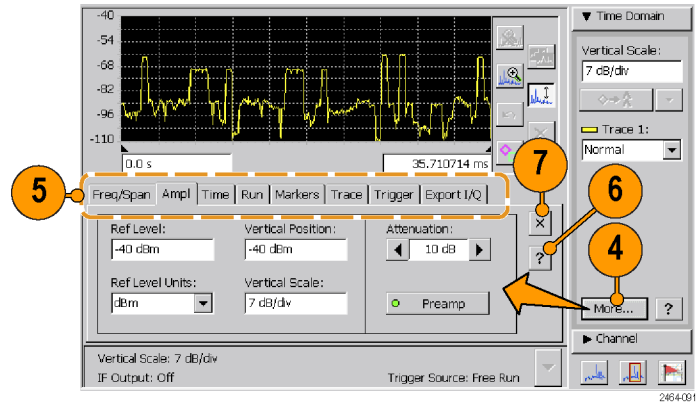 -40
-54
-68
-82
-96
-110
0.0 s
35.710714 ms
5
Freq/Span Ampl Time Run Markers Trace Trigger Export I/Q
Ref Level:
-40 dBm
Vertical Position:
-40 dBm
Attenuation:
10 dB
Ref Level Units:
dBm
Vertical Scale:
7 dB/div
Preamp
Vertical Scale: 7 dB/div
IF Output: Off
Trigger Source: Free Run
7
×
6
?
Time Domain
Vertical Scale:
7 dB/div
Trace 1:
Normal
4
More...
?
Channel
2464-091